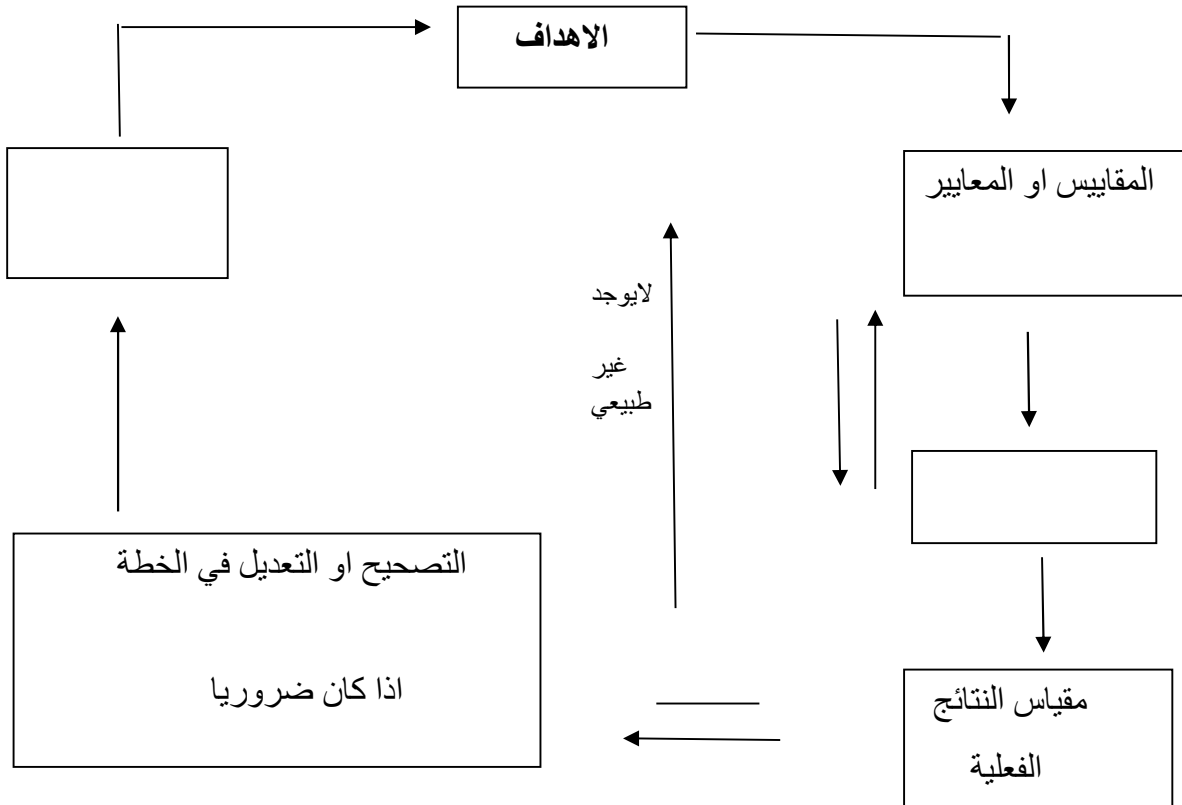 الاهداف
المقاييس او المعايير
لايوجد
غير
طبيعي
التصحيح او التعديل في الخطة
اذا كان ضروريا
مقياس النتائج
الفعلية